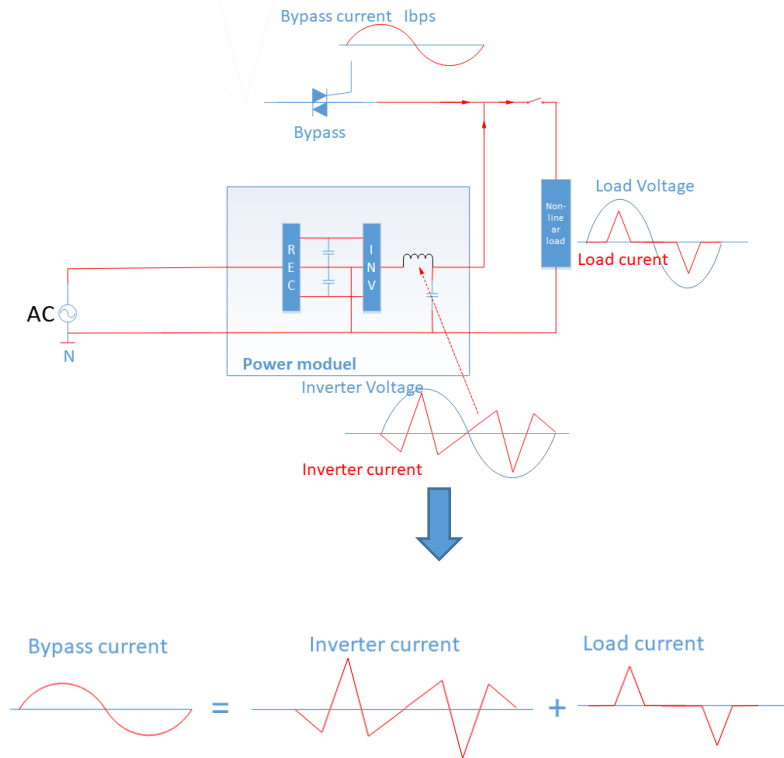 Bypass current Ibps
Bypass
Load Voltage
Non-
line
ar
load
Load curent
R
E
C
I
N
V
AC
N
Power moduel
Inverter Voltage
Inverter current
Bypass current
Inverter current
Load current
=
+